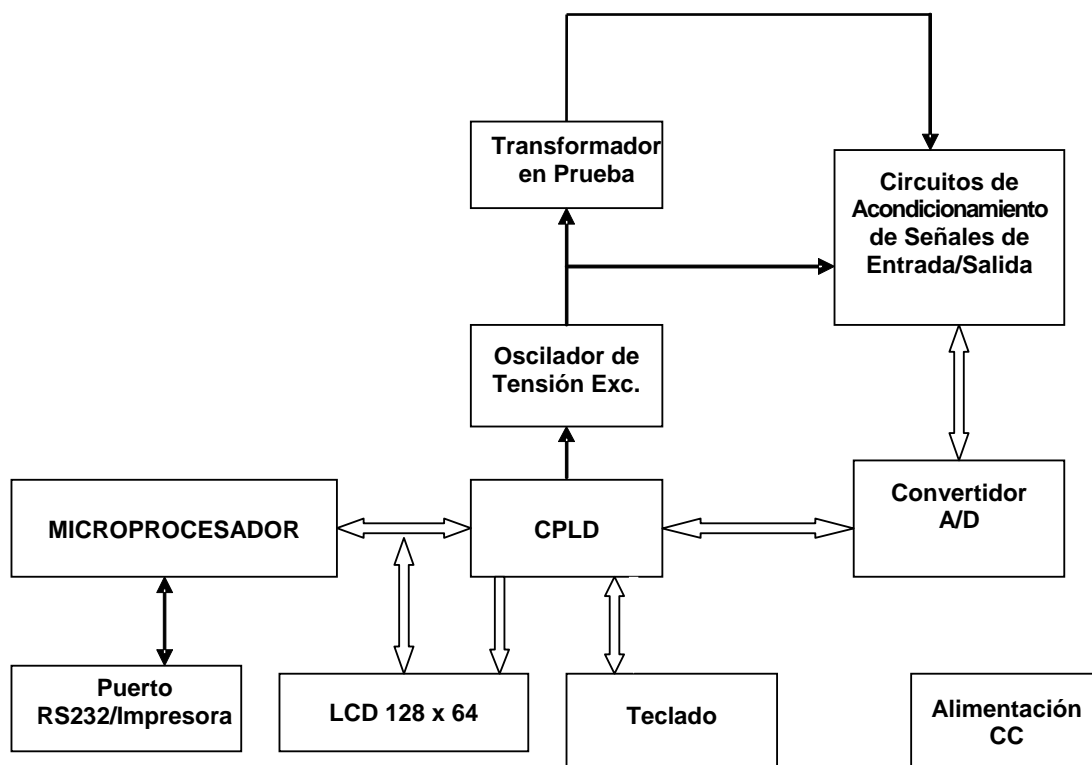 Transformador
en Prueba
Circuitos de
Acondicionamiento
de Señales de
Entrada/Salida
Oscilador de
Tensión Exc.
MICROPROCESADOR
CPLD
Convertidor
A/D
Puerto
RS232/Impresora
LCD 128 x 64
Teclado
Alimentación
CC